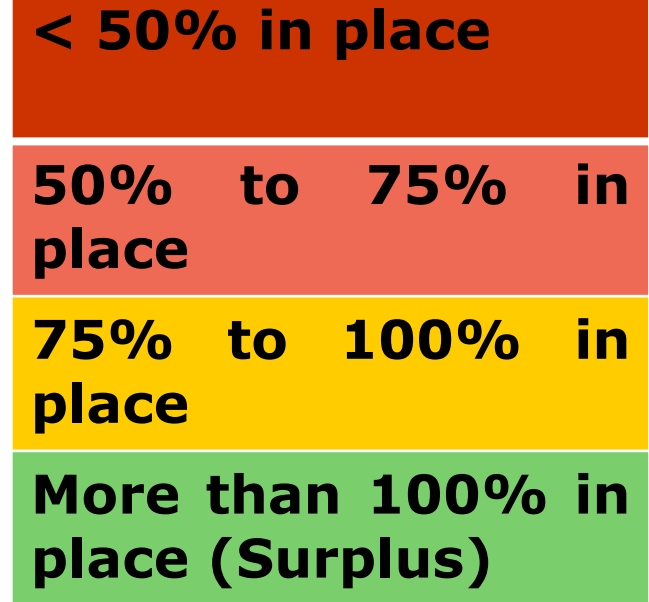 < 50% in place
50% to 75% in
place
75% to 100% in
place
More than 100% in
place (Surplus)